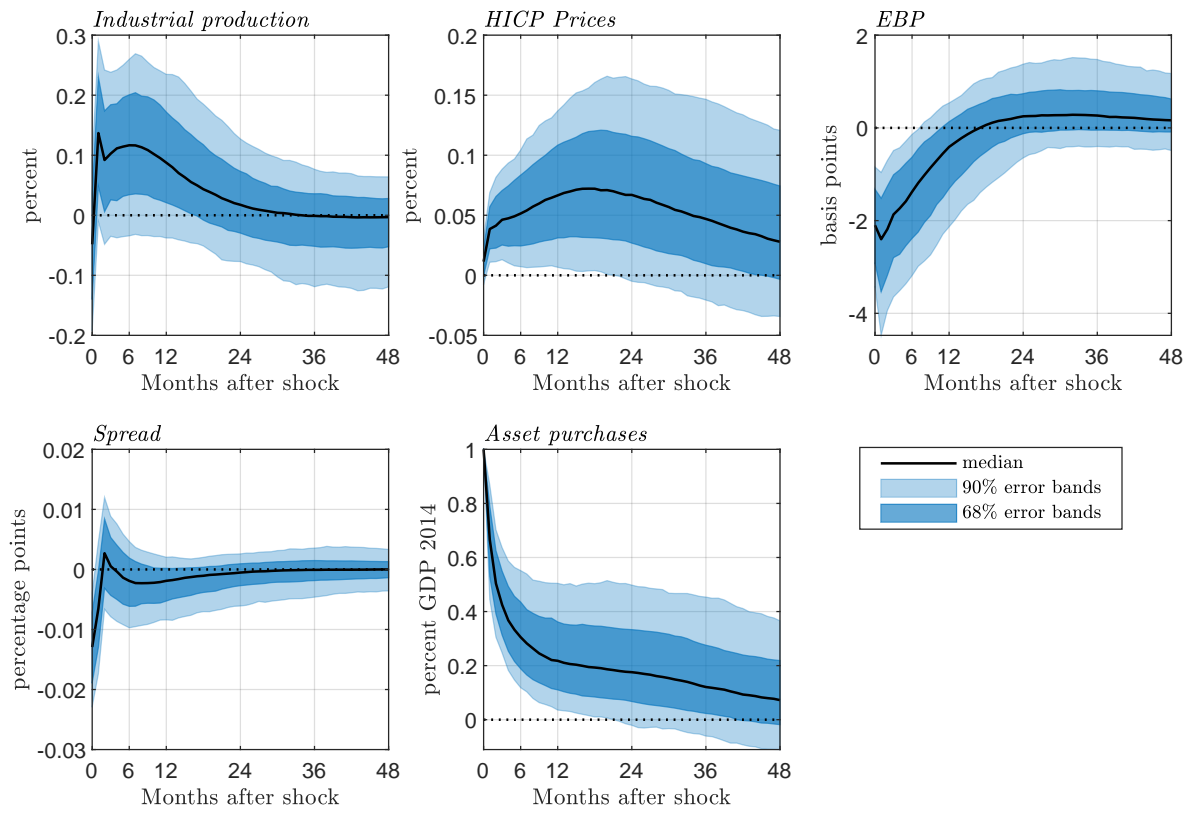 Industrial production
HICP Prices
EBP
0.3
0.2
0.1
0
-0.1
-0.2
percent
0 6 12 24 36 48
Months after shock
0.2
0.15
0.1
0.05
0
-0.05
percent
0 6 12 24 36 48
Months after shock
2
0
-2
-4
basis points
0 6 12 24 36 48
Months after shock
Spread
Asset purchases
0.02
0.01
0
-0.01
-0.02
-0.03
percentage points
0 6 12 24 36 48
Months after shock
1
0.8
0.6
0.4
0.2
0
percent GDP 2014
0 6 12 24 36 48
Months after shock
median
90% error bands
68% error bands